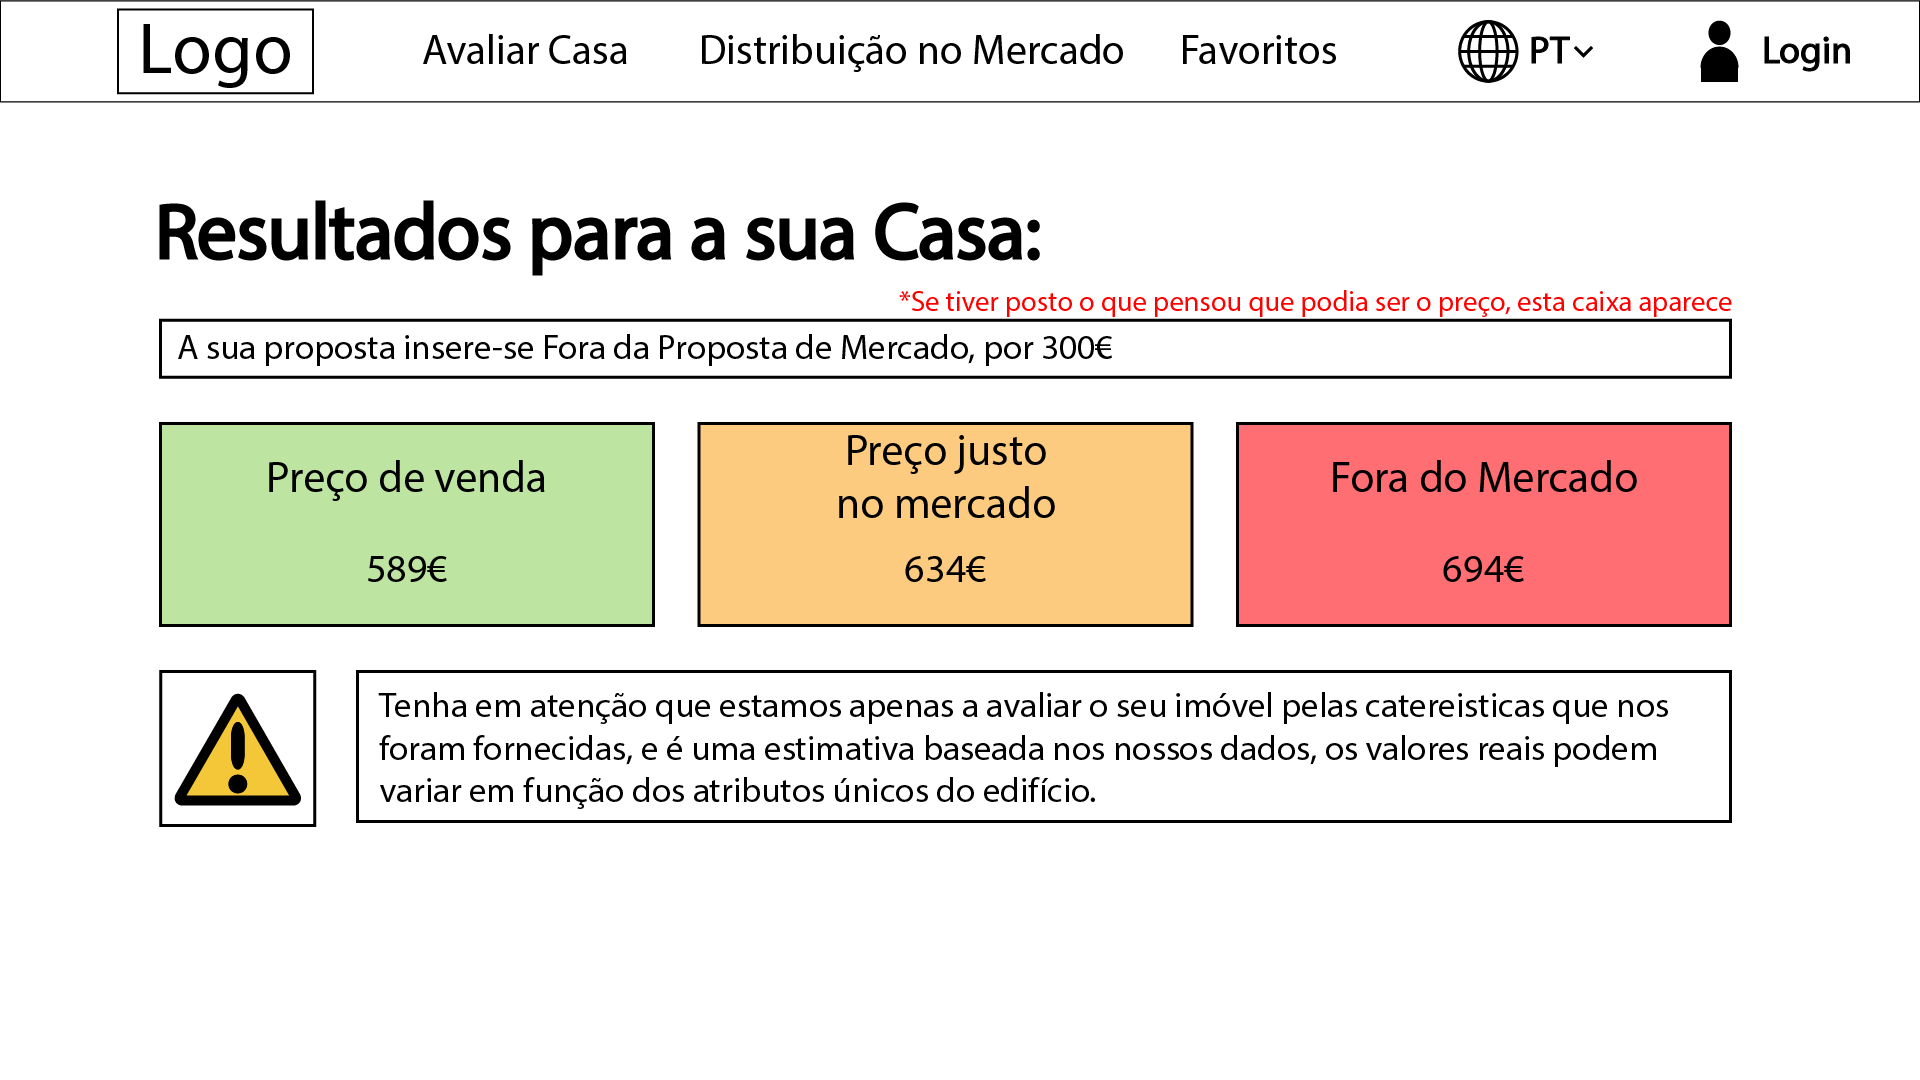 Logo
Avaliar Casa
Distribuição no Mercado
Favoritos
PT
Login
Resultados para a sua Casa:
*Se tiver posto o que pensou que podia ser o preço, esta caixa aparece
A sua proposta insere-se Fora da Proposta de Mercado, por 300€
Preço de venda
589€
Preço justo
no mercado
634€
Fora do Mercado
694€
Tenha em atenção que estamos apenas a avaliar o seu imóvel pelas catereisticas que nos
foram fornecidas, e é uma estimativa baseada nos nossos dados, os valores reais podem
variar em função dos atributos únicos do edifício.